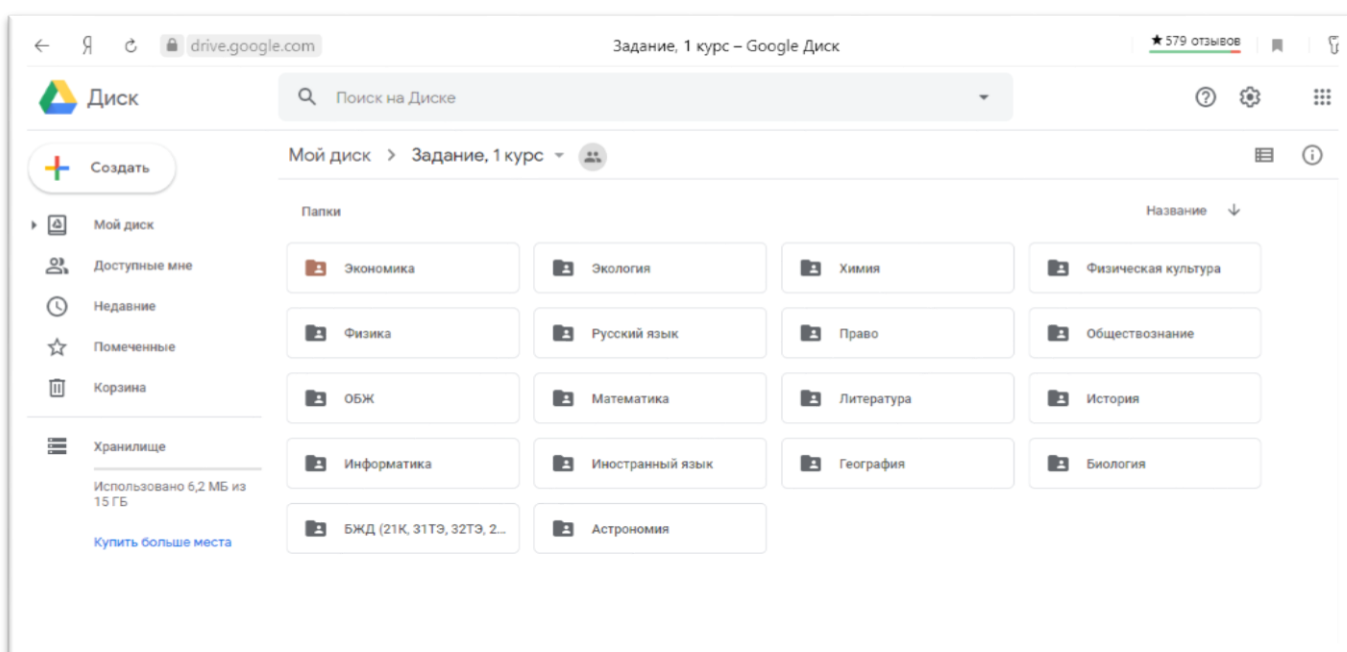 Я drive.google.com Задание, 1 курс – Google Диск ★ 579 отзывов
Диск Поиск на Диске
Создать Мой диск > Задание, 1 курс
Папки Название ↓
Мой диск
Доступные мне
Недавние
Помеченные
Корзина
Хранилище
Использовано 6,2 МБ из
15 ГБ
Купить больше места
Экономика Экология Химия Физическая культура
Физика Русский язык Право Обществознание
ОБЖ Математика Литература История
Информатика Иностранный язык География Биология
БЖД (21К, 31ТЭ, 32ТЭ, 2... Астрономия